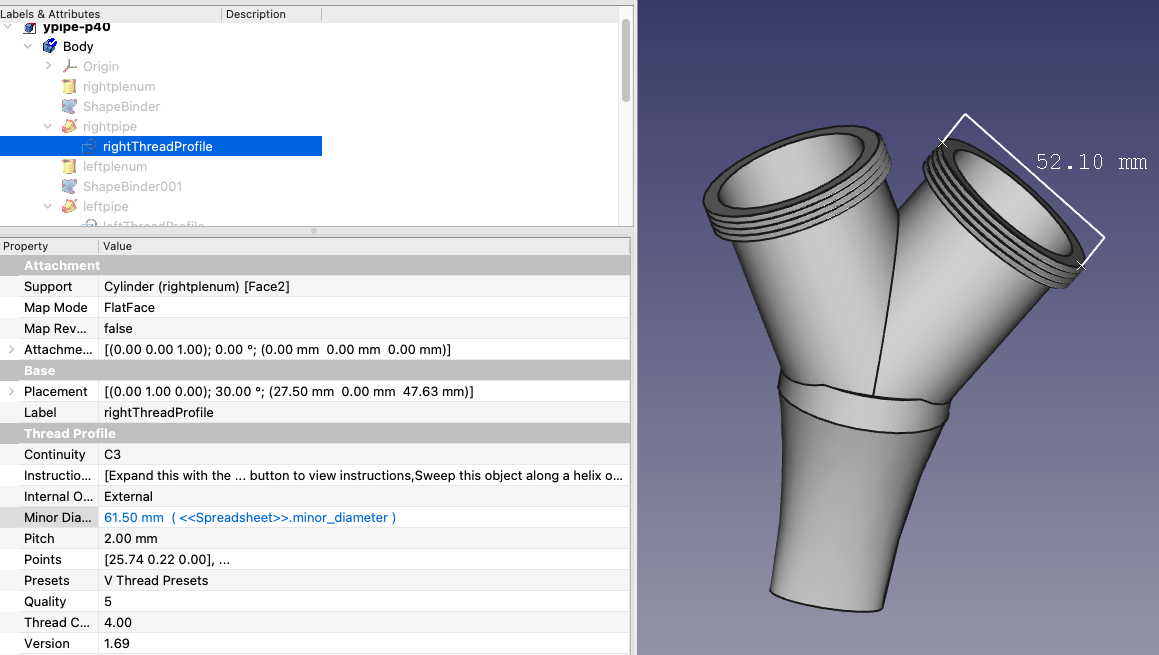 Labels & Attributes Description
ypipe-p40
Body
Origin
rightplenum
ShapeBinder
rightpipe
rightThreadProfile
leftplenum
ShapeBinder001
leftpipe
leftThreadProfile
Property Value
Attachment
Support Cylinder (rightplenum) [Face2]
Map Mode FlatFace
Map Rev... false
Attachme... [(0.00 0.00 1.00); 0.00 °; (0.00 mm 0.00 mm 0.00 mm)]
Base
Placement [(0.00 1.00 0.00); 30.00 °; (27.50 mm 0.00 mm 47.63 mm)]
Label rightThreadProfile
Thread Profile
Continuity C3
Instructio... [Expand this with the ... button to view instructions,Sweep this object along a helix o...
Internal O... External
Minor Dia... 61.50 mm ( <<Spreadsheet>>.minor_diameter )
Pitch 2.00 mm
Points [25.74 0.22 0.00], ...
Presets V Thread Presets
Quality 5
Thread C... 4.00
Version 1.69
52.10 mm